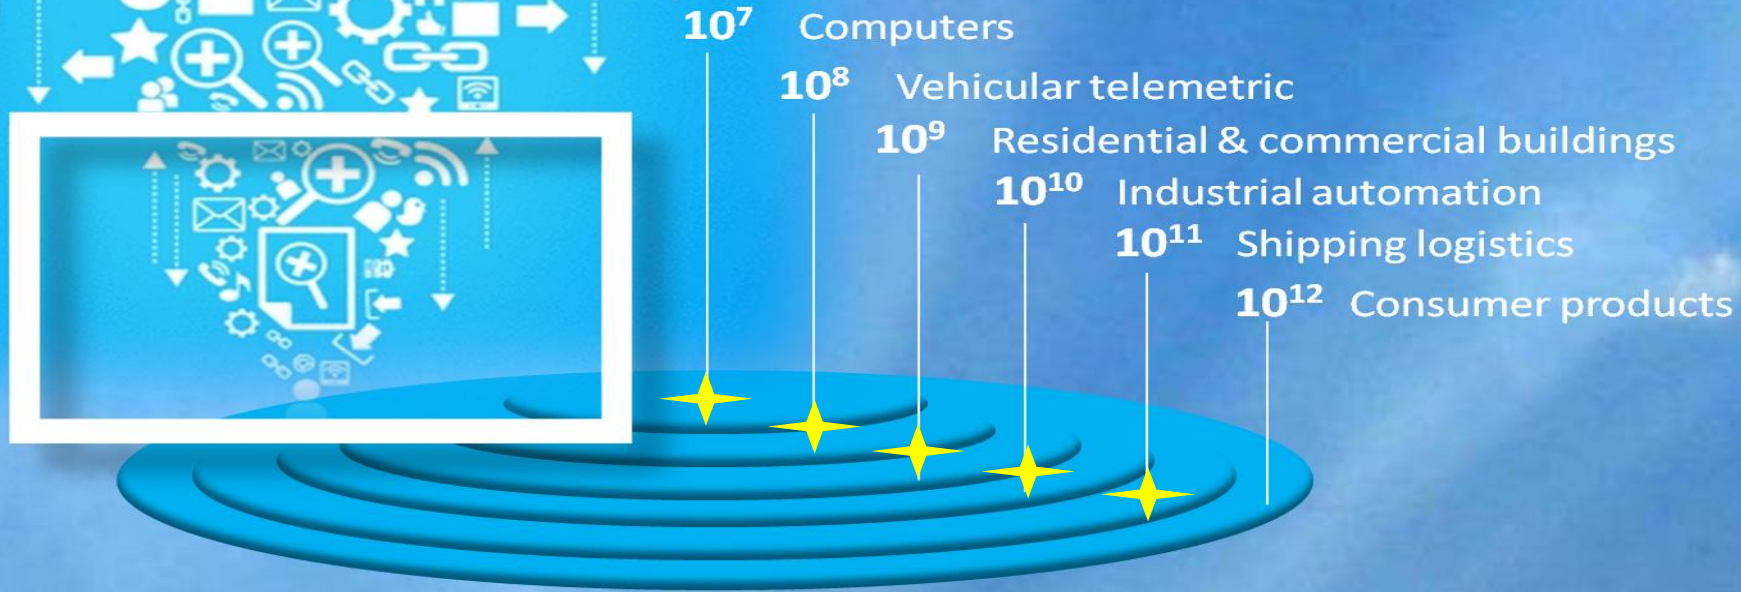 10⁷ Computers
10⁸ Vehicular telemetric
10⁹ Residential & commercial buildings
10¹⁰ Industrial automation
10¹¹ Shipping logistics
10¹² Consumer products